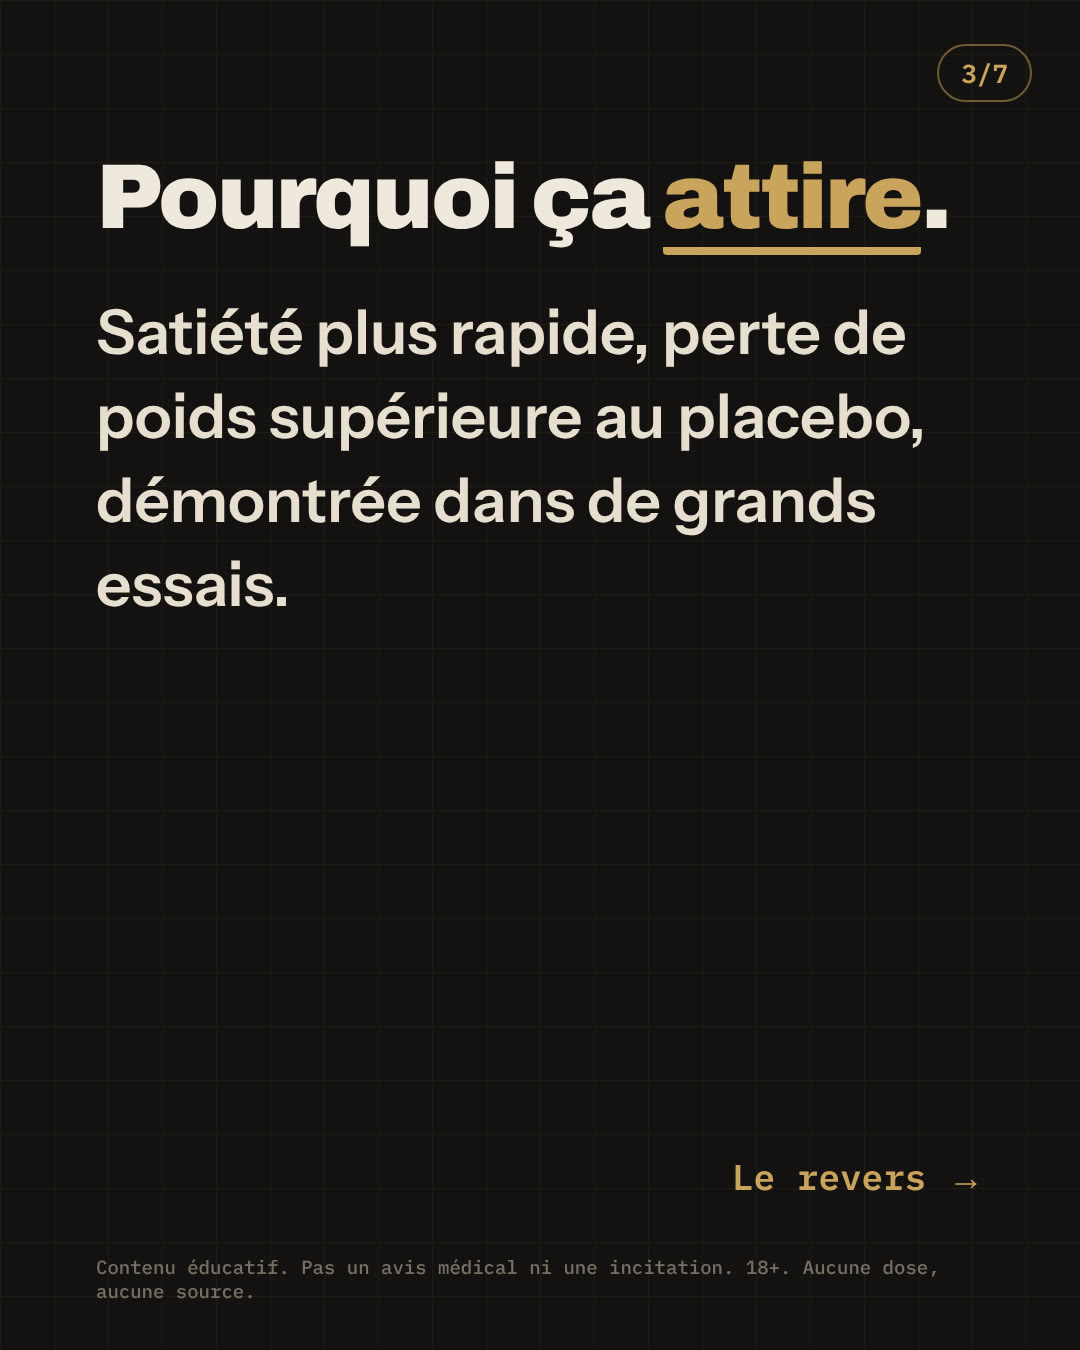 3/7
Pourquoi ça attire.
Satiété plus rapide, perte de
poids supérieure au placebo,
démontrée dans de grands
essais.
Le revers →
Contenu éducatif. Pas un avis médical ni une incitation. 18+. Aucune dose,
aucune source.